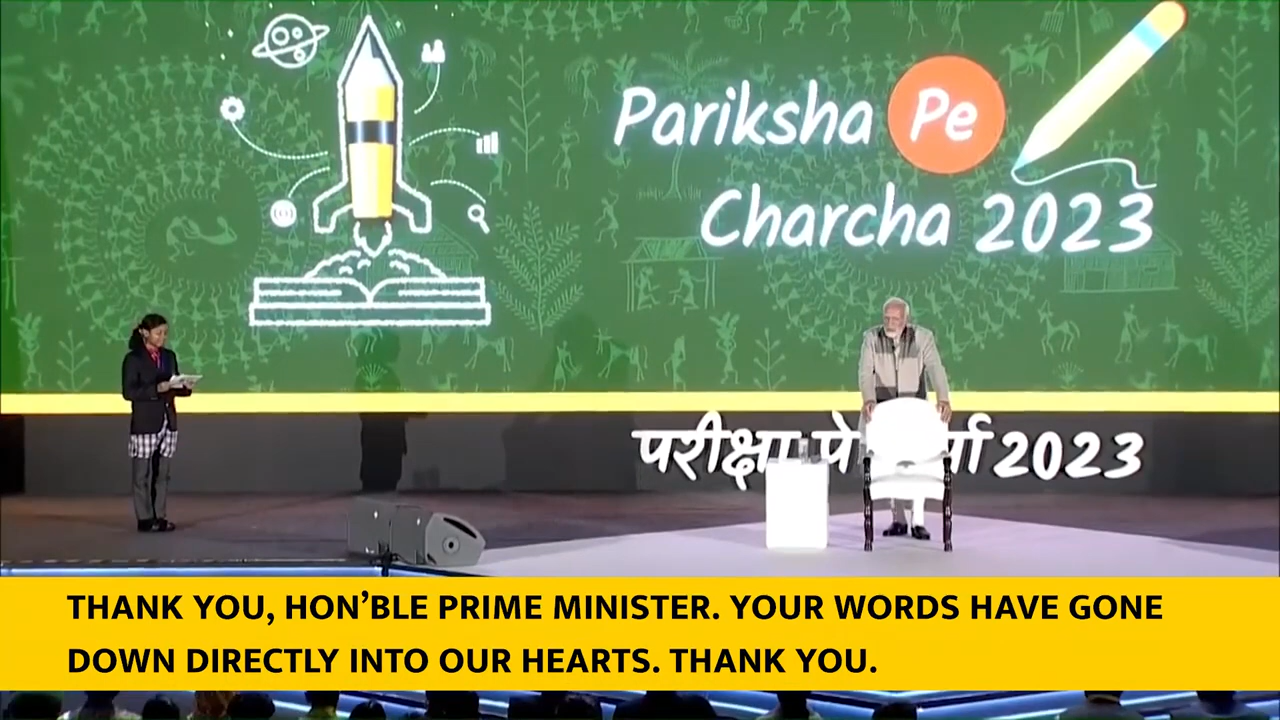 Pariksha Pe
Charcha 2023
परीक्षा पे 2023
THANK YOU, HON'BLE PRIME MINISTER. YOUR WORDS HAVE GONE
DOWN DIRECTLY INTO OUR HEARTS. THANK YOU.